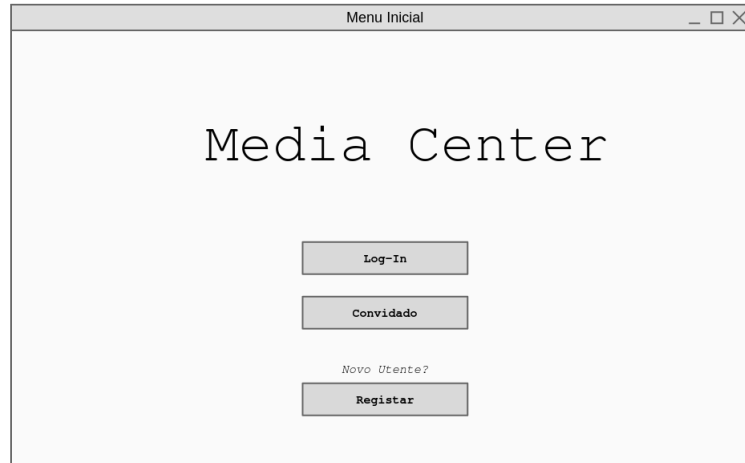 Menu Inicial
Media Center
Log-In
Convidado
Novo Utente?
Registar